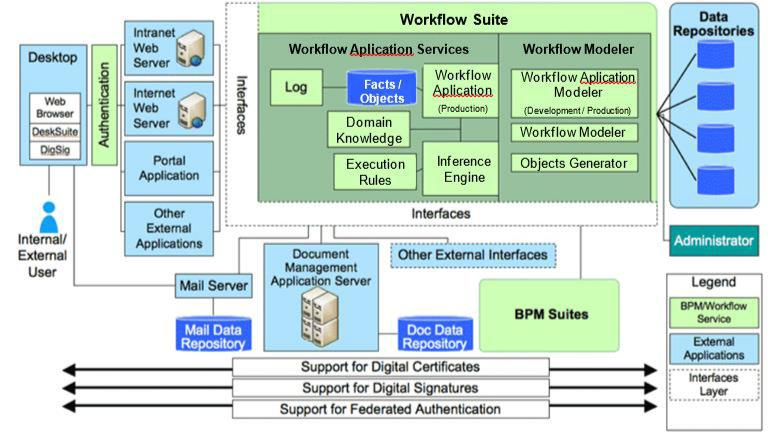 Workflow Suite
Data
Repositories
Desktop
Web
Browser
DeskSuite
DigSig
Authentication
Intranet
Web
Server
Internet
Web
Server
Portal
Application
Other
External
Applications
Interfaces
Workflow Aplication Services
Log
Facts /
Objects
Workflow
Aplication
(Production)
Domain
Knowledge
Execution
Rules
Inference
Engine
Workflow Modeler
Workflow Aplication
Modeler
(Development / Production)
Workflow Modeler
Objects Generator
Interfaces
Internal/
External
User
Administrator
Mail Server
Mail Data
Repository
Document
Management
Application Server
Doc Data
Repository
Other External Interfaces
BPM Suites
Legend
BPM/Workflow
Service
External
Applications
Interfaces
Layer
Support for Digital Certificates
Support for Digital Signatures
Support for Federated Authentication